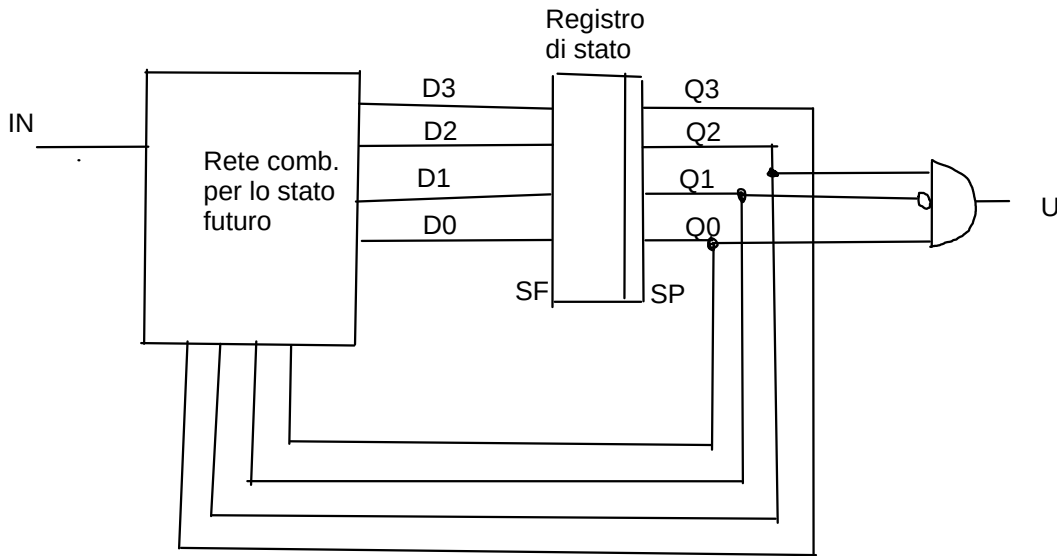 Registro
di stato
IN
Rete comb.
per lo stato
futuro
D3
D2
D1
D0
SF
SP
Q3
Q2
Q1
Q0
U